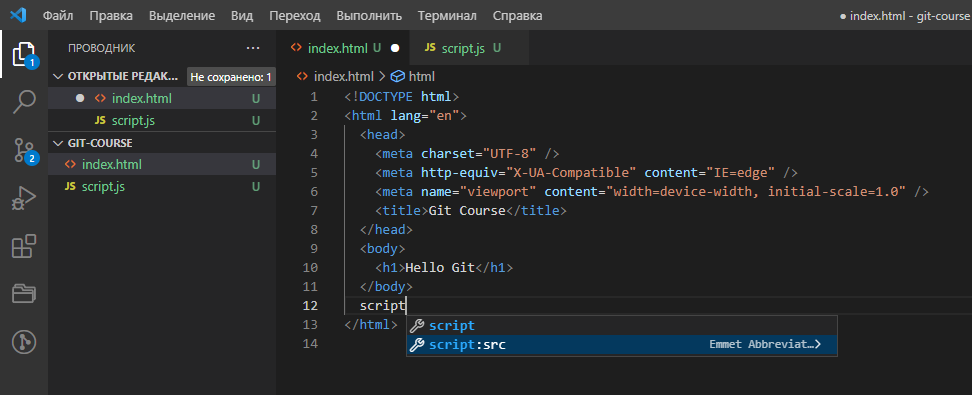 Файл Правка Выделение Вид Переход Выполнить Терминал Справка ● index.html - git-course
ПРОВОДНИК ···
index.html U ●
script.js U
ОТКРЫТЫЕ РЕДАК... Не сохранено: 1
index.html U
JS script.js U
GIT-COURSE
index.html U
JS script.js U
1
2
index.html > html
1 <!DOCTYPE html>
2 <html lang="en">
3 <head>
4 <meta charset="UTF-8" />
5 <meta http-equiv="X-UA-Compatible" content="IE=edge" />
6 <meta name="viewport" content="width=device-width, initial-scale=1.0" />
7 <title>Git Course</title>
8 </head>
9 <body>
10 <h1>Hello Git</h1>
11 </body>
12 script
13 </html>
14
script
script:src Emmet Abbreviat...>